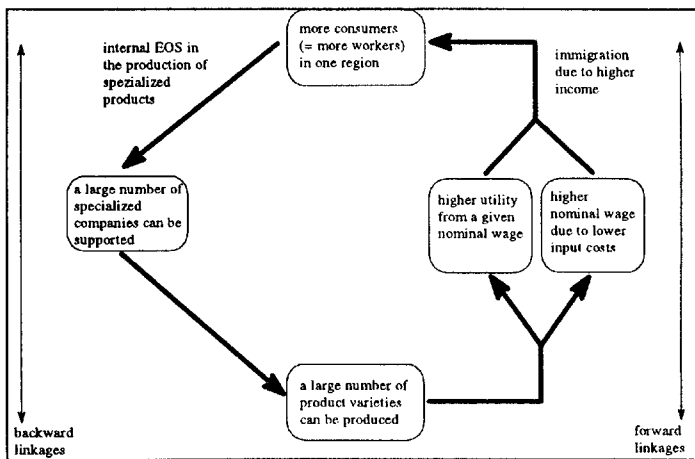 more consumers
(= more workers)
in one region
internal EOS in
the production of
spezialized
products
immigration
due to higher
income
a large number of
specialized
companies can be
supported
higher utility
from a given
nominal wage
higher
nominal wage
due to lower
input costs
a large number of
product varieties
can be produced
backward
linkages
forward
linkages